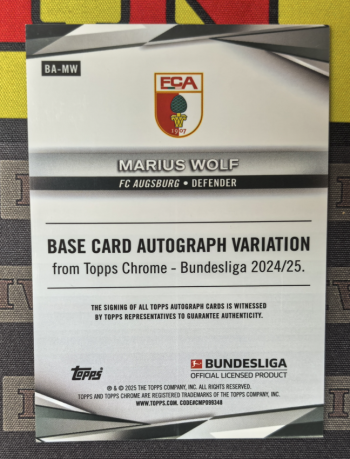 BA-MW
FCA
1907
MARIUS WOLF
FC AUGSBURG • DEFENDER
BASE CARD AUTOGRAPH VARIATION
from Topps Chrome - Bundesliga 2024/25.
THE SIGNING OF ALL TOPPS AUTOGRAPH CARDS IS WITNESSED
BY TOPPS REPRESENTATIVES TO GUARANTEE AUTHENTICITY.
Topps
BUNDESLIGA
OFFICIAL LICENSED PRODUCT
® & © 2025 THE TOPPS COMPANY, INC. ALL RIGHTS RESERVED.
TOPPS AND TOPPS CHROME ARE REGISTERED TRADEMARKS OF THE TOPPS COMPANY, INC.
WWW.TOPPS.COM. CODE#CMP099348